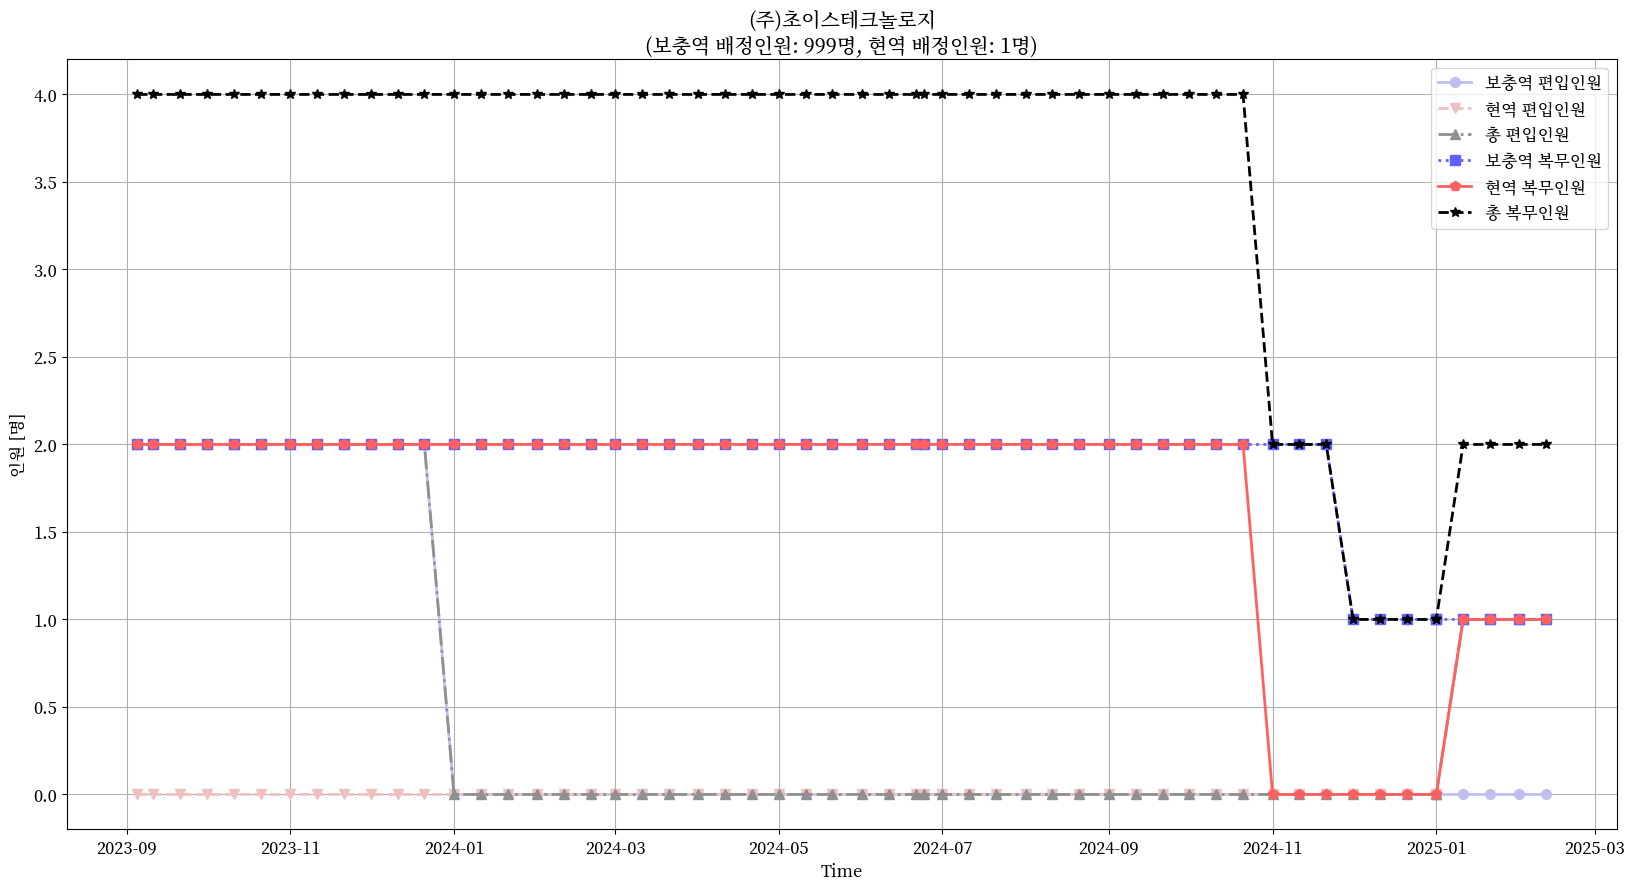 (주)초이스테크놀로지
(보충역 배정인원: 999명, 현역 배정인원: 1명)
보충역 편입인원
현역 편입인원
총 편입인원
보충역 복무인원
현역 복무인원
총 복무인원
인원 [명]
4.0
3.5
3.0
2.5
2.0
1.5
1.0
0.5
0.0
2023-09 2023-11 2024-01 2024-03 2024-05 2024-07 2024-09 2024-11 2025-01 2025-03
Time